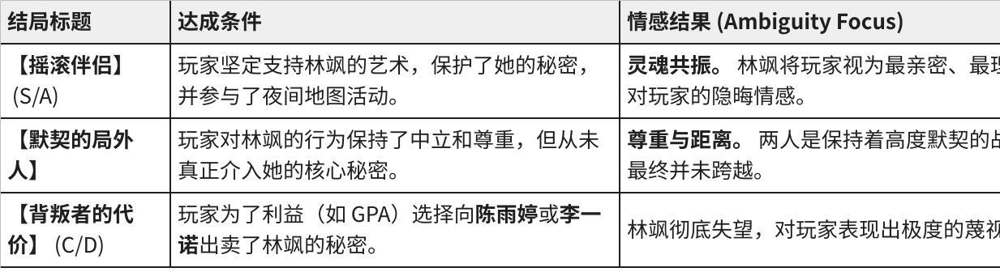 结局标题 达成条件 情感结果 (Ambiguity Focus)
【摇滚伴侣】 玩家坚定支持林飒的艺术，保护了她的秘密， 灵魂共振。 林飒将玩家视为最亲密、最理
(S/A) 并参与了夜间地图活动。 对玩家的隐晦情感。
【默契的局外 玩家对林飒的行为保持了中立和尊重，但从未 尊重与距离。 两人是保持着高度默契的
人】 真正介入她的核心秘密。 最终并未跨越。
【背叛者的代 玩家为了利益（如 GPA）选择向陈雨婷或李一
价】 (C/D) 诺出卖了林飒的秘密。 林飒彻底失望，对玩家表现出极度的蔑视